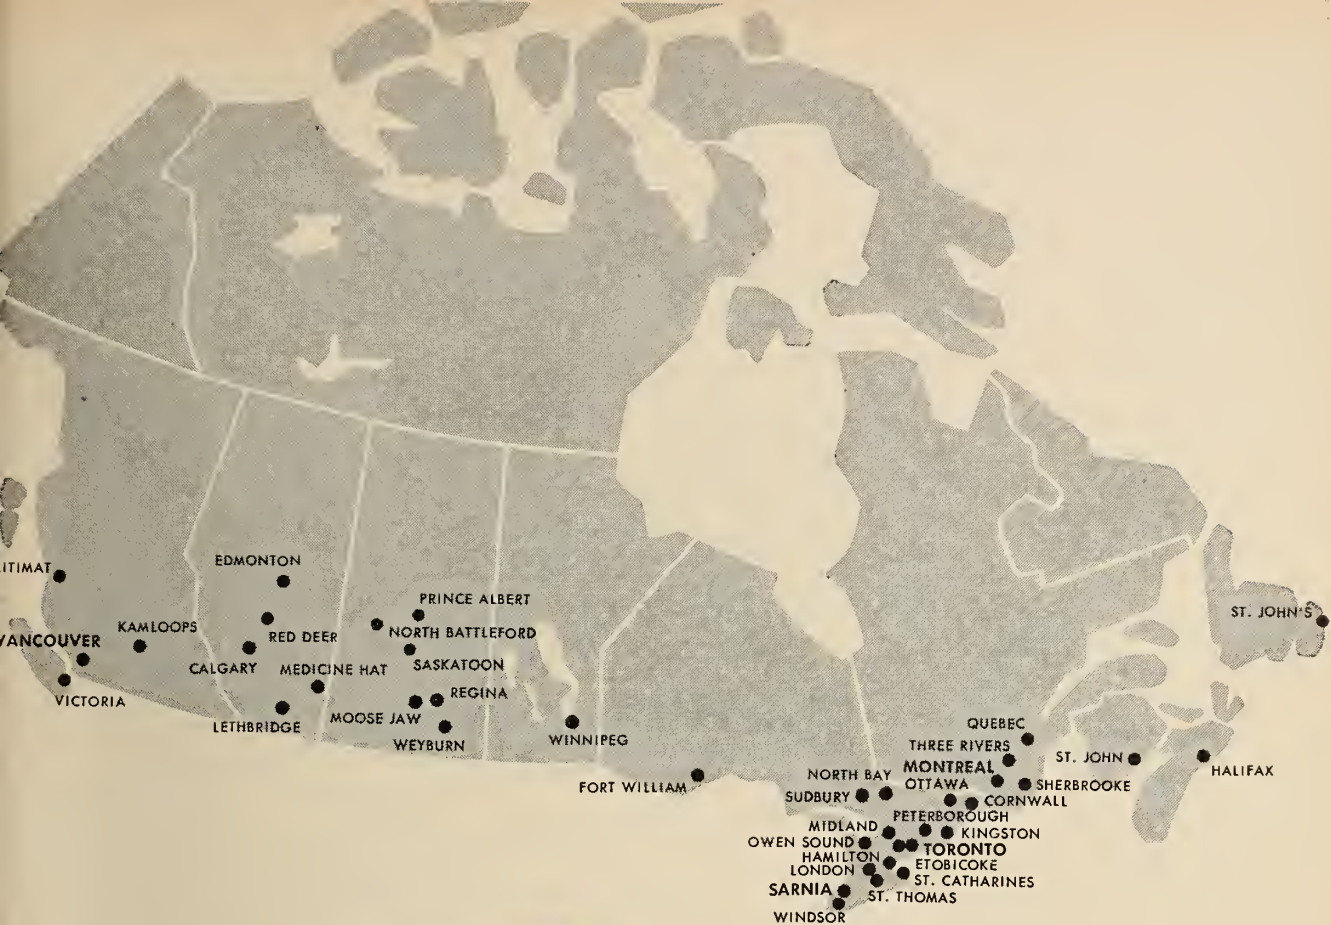 ITIMAT
VANCOUVER
VICTORIA
KAMLOOPS
EDMONTON
RED DEER
CALGARY
MEDICINE HAT
LETHBRIDGE
PRINCE ALBERT
NORTH BATTLEFORD
SASKATOON
REGINA
MOOSE JAW
WEYBURN
WINNIPEG
FORT WILLIAM
QUEBEC
THREE RIVERS
MONTREAL
SHERBROOKE
ST. JOHN
HALIFAX
ST. JOHN'S
NORTH BAY
OTTAWA
SUDBURY
CORNWALL
PETERBOROUGH
MIDLAND
KINGSTON
OWEN SOUND
TORONTO
HAMILTON
ETOBICOKE
LONDON
ST. CATHARINES
SARNIA
ST. THOMAS
WINDSOR